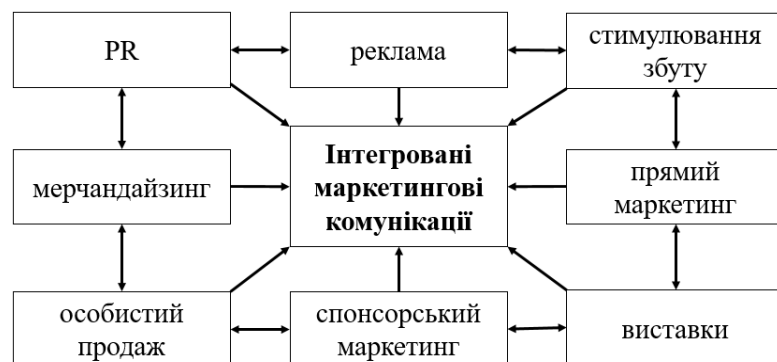 PR
реклама
стимулювання
збуту
мерчандайзинг
Інтегровані
маркетингові
комунікації
прямий
маркетинг
особистий
продаж
спонсорський
маркетинг
виставки